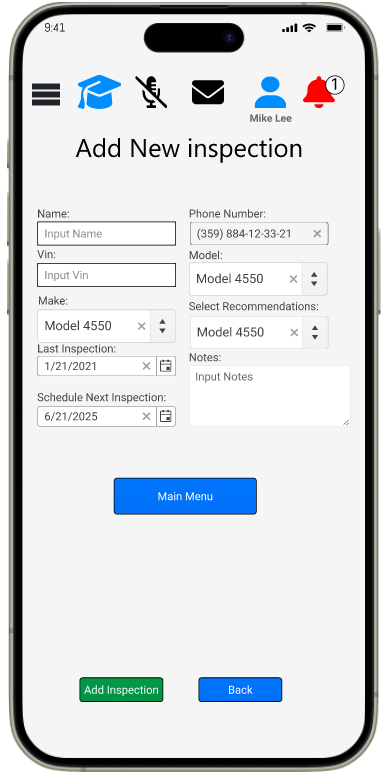 9:41
1
Mike Lee
Add New inspection
Name:
Input Name
Phone Number:
(359) 884-12-33-21
Vin:
Input Vin
Model:
Model 4550
Make:
Model 4550
Select Recommendations:
Model 4550
Last Inspection:
1/21/2021
Notes:
Input Notes
Schedule Next Inspection:
6/21/2025
Main Menu
Add Inspection
Back